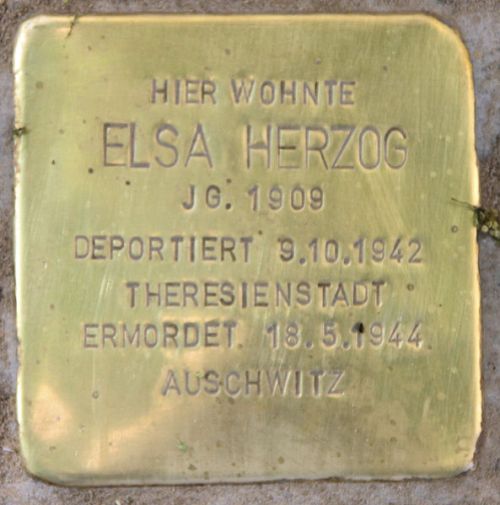 HIER WOHNTE
ELSA HERZOG
JG. 1909
DEPORTIERT 9.10.1942
THERESIENSTADT
ERMORDET 18.5.1944
AUSCHWITZ